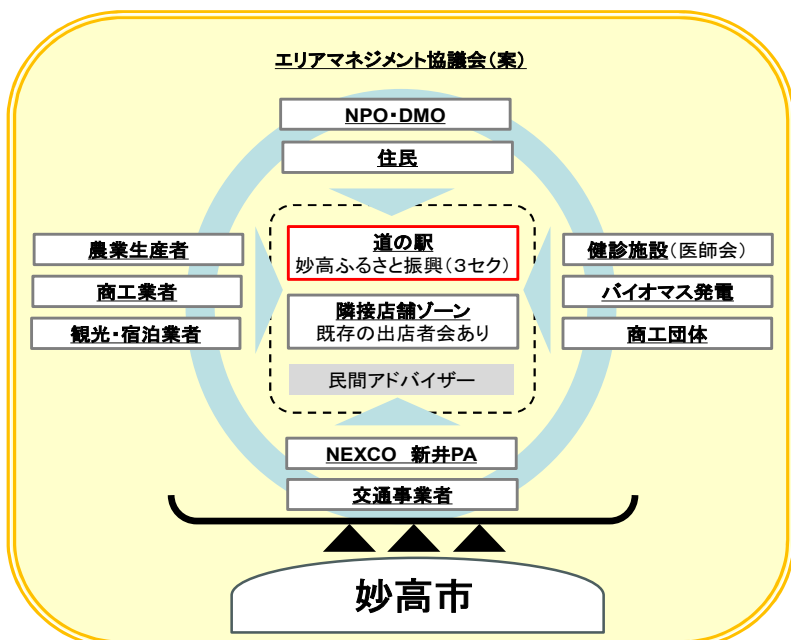 エリアマネジメント協議会(案)
NPO・DMO
住民
農業生産者
商工業者
観光・宿泊業者
道の駅
妙高ふるさと振興(3セク)
隣接店舗ゾーン
既存の出店者会あり
民間アドバイザー
健診施設(医師会)
バイオマス発電
商工団体
NEXCO 新井PA
交通事業者
妙高市